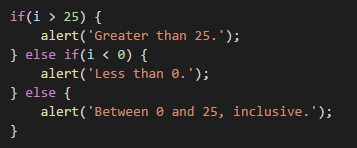 if(i > 25) {
    alert('Greater than 25.');
} else if(i < 0) {
    alert('Less than 0.');
} else {
    alert('Between 0 and 25, inclusive.');
}